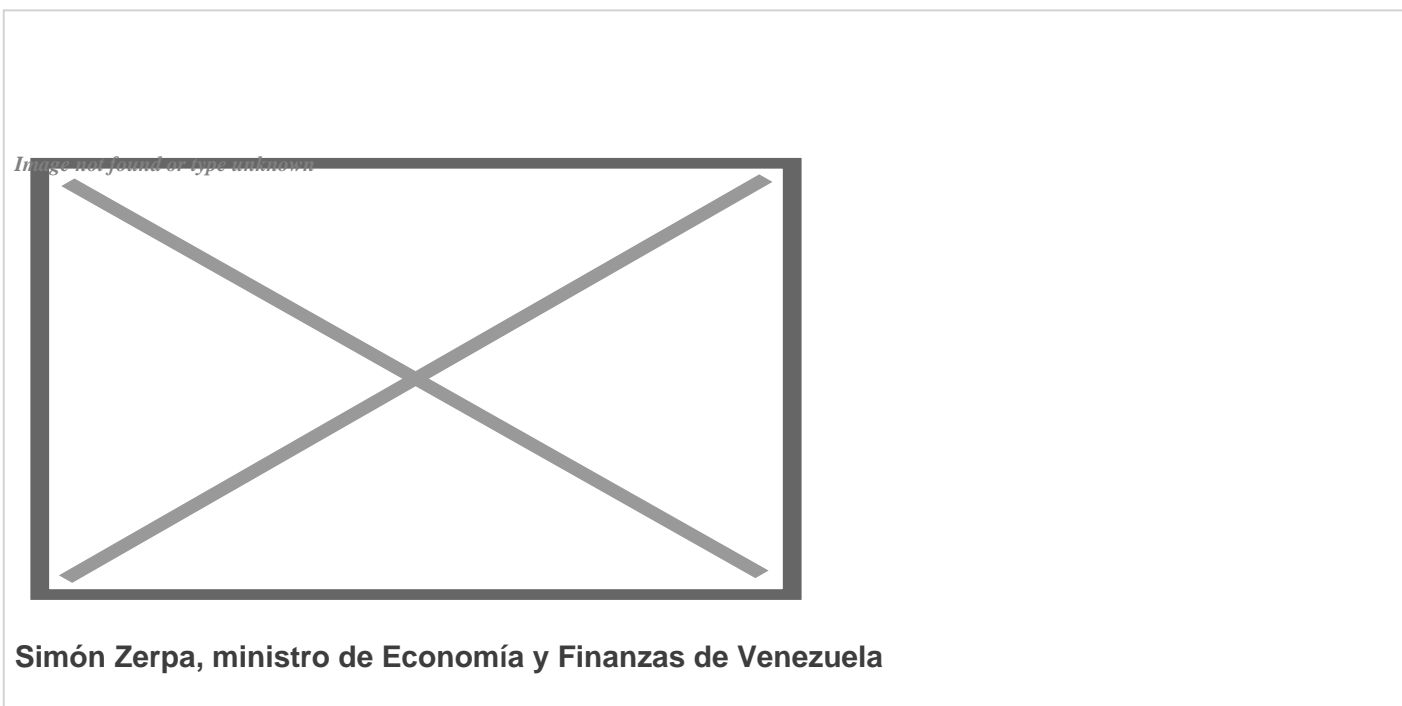 Image not found or type unknown
Simón Zerpa, ministro de Economía y Finanzas de Venezuela